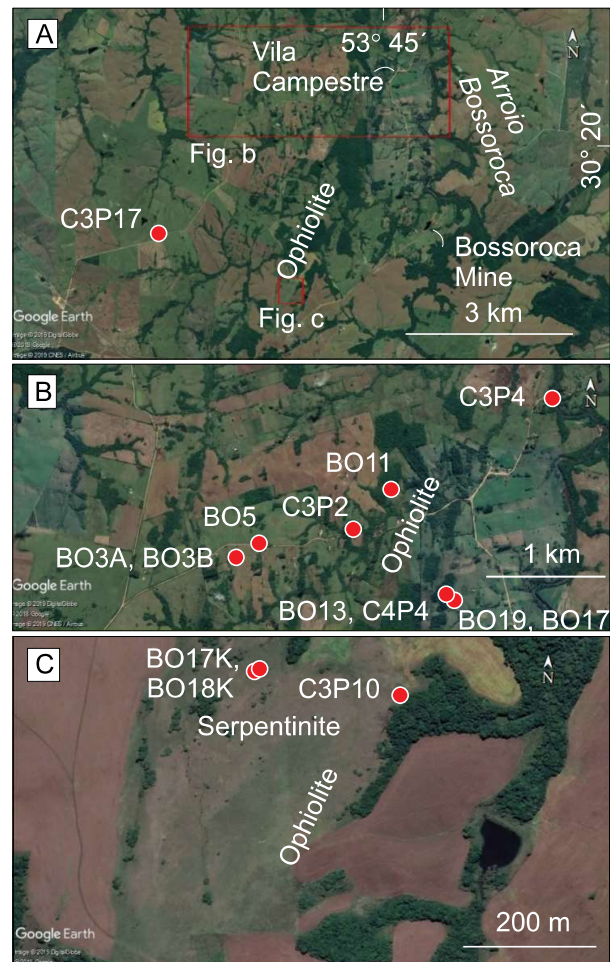 A
Vila
Campestre
53° 45´
N
Arroio
Bossoroca
30° 20´
Fig. b
C3P17
Ophiolite
Bossoroca
Mine
Fig. c
3 km
Google Earth
B
C3P4
N
BO11
C3P2
BO5
BO3A, BO3B
Ophiolite
1 km
Google Earth
BO13, C4P4
BO19, BO17
C
BO17K,
BO18K
C3P10
N
Serpentinite
Ophiolite
200 m
Google Earth